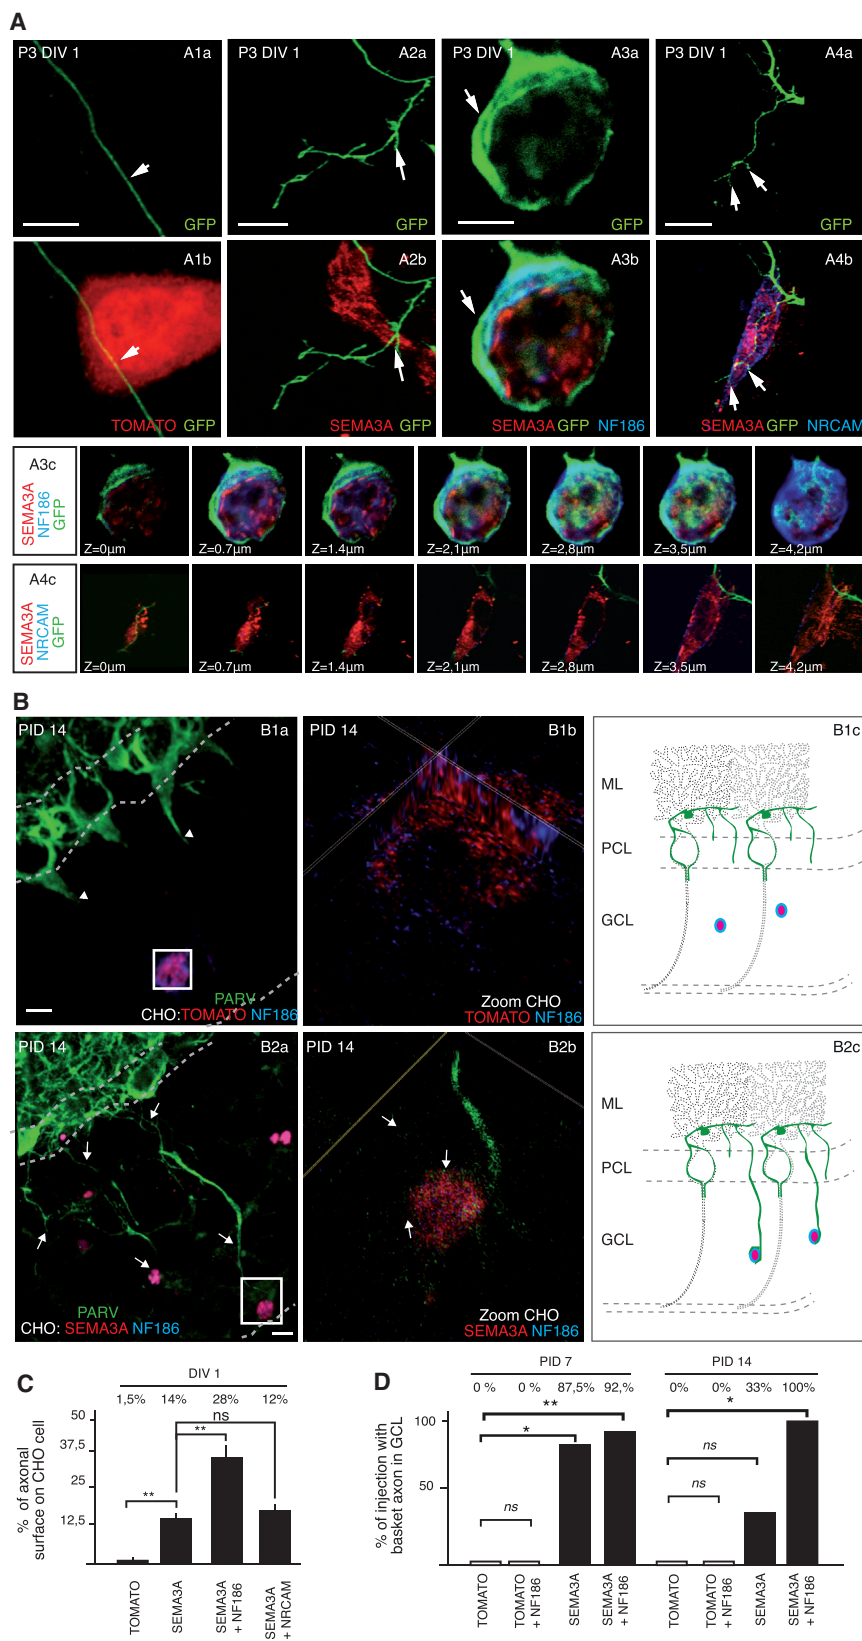 A
P3 DIV 1 A1a
GFP
P3 DIV 1 A2a
GFP
P3 DIV 1 A3a
GFP
P3 DIV 1 A4a
GFP
A1b
TOMATO GFP
A2b
SEMA3A GFP
A3b
SEMA3A GFP NF186
A4b
SEMA3A GFP NRCAM
A3c
SEMA3A
NF186
GFP
Z=0µm
Z=0.7µm
Z=1.4µm
Z=2,1µm
Z=2,8µm
Z=3,5µm
Z=4,2µm
A4c
SEMA3A
NRCAM
GFP
Z=0µm
Z=0.7µm
Z=1.4µm
Z=2,1µm
Z=2,8µm
Z=3,5µm
Z=4,2µm
B
PID 14 B1a
PARV
CHO:TOMATO NF186
PID 14 B1b
Zoom CHO
TOMATO NF186
B1c
ML
PCL
GCL
PID 14 B2a
PARV
CHO: SEMA3A NF186
PID 14 B2b
Zoom CHO
SEMA3A NF186
B2c
ML
PCL
GCL
C
DIV 1
1,5% 14% 28% 12%
ns
**
**
50
37,5
25
12,5
% of axonal
surface on CHO cell
TOMATO
SEMA3A
SEMA3A
+ NF186
SEMA3A
+ NRCAM
D
PID 7 PID 14
0 % 0 % 87,5% 92,% 0% 0% 33% 100%
**
*
ns
*
ns
ns
100%
50
% of injection with
basket axon in GCL
TOMATO
TOMATO
+ NF186
SEMA3A
SEMA3A
+ NF186
TOMATO
TOMATO
+ NF186
SEMA3A
SEMA3A
+ NF186